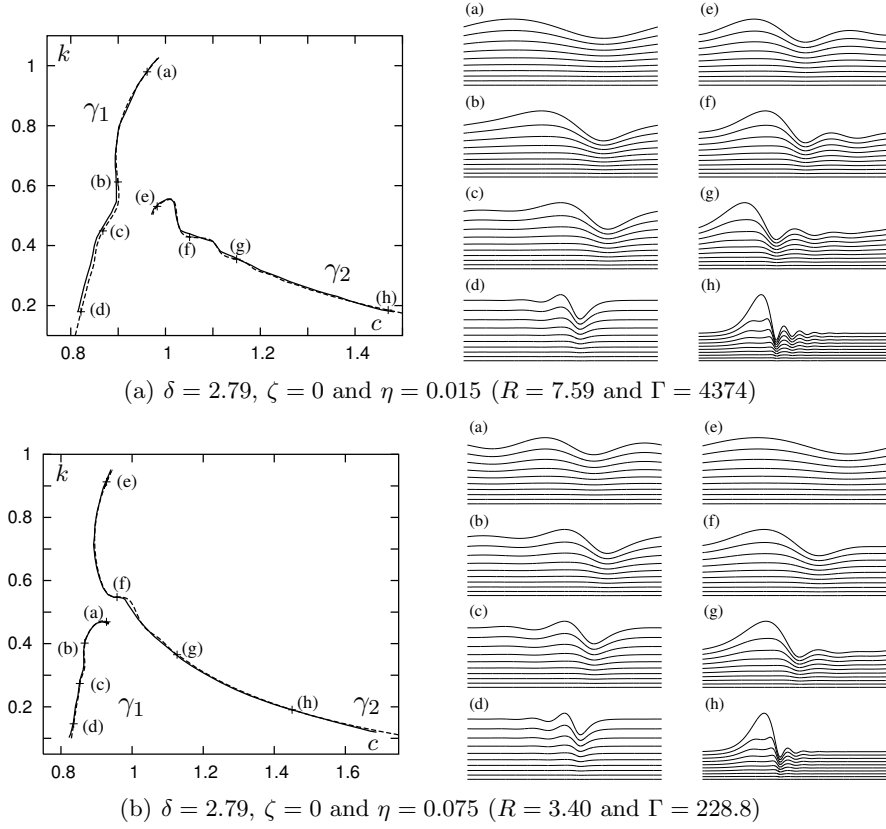 k
1
0.8
0.6
0.4
0.2
0.8
1
1.2
1.4
c
γ1
γ2
(a)
(b)
(c)
(d)
(e)
(f)
(g)
(h)
(a)
(b)
(c)
(d)
(e)
(f)
(g)
(h)
(a) δ = 2.79, ζ = 0 and η = 0.015 (R = 7.59 and Γ = 4374)
k
1
0.8
0.6
0.4
0.2
0.8
1
1.2
1.4
1.6
c
γ1
γ2
(e)
(f)
(a)
(b)
(g)
(c)
(h)
(d)
(a)
(b)
(c)
(d)
(e)
(f)
(g)
(h)
(b) δ = 2.79, ζ = 0 and η = 0.075 (R = 3.40 and Γ = 228.8)